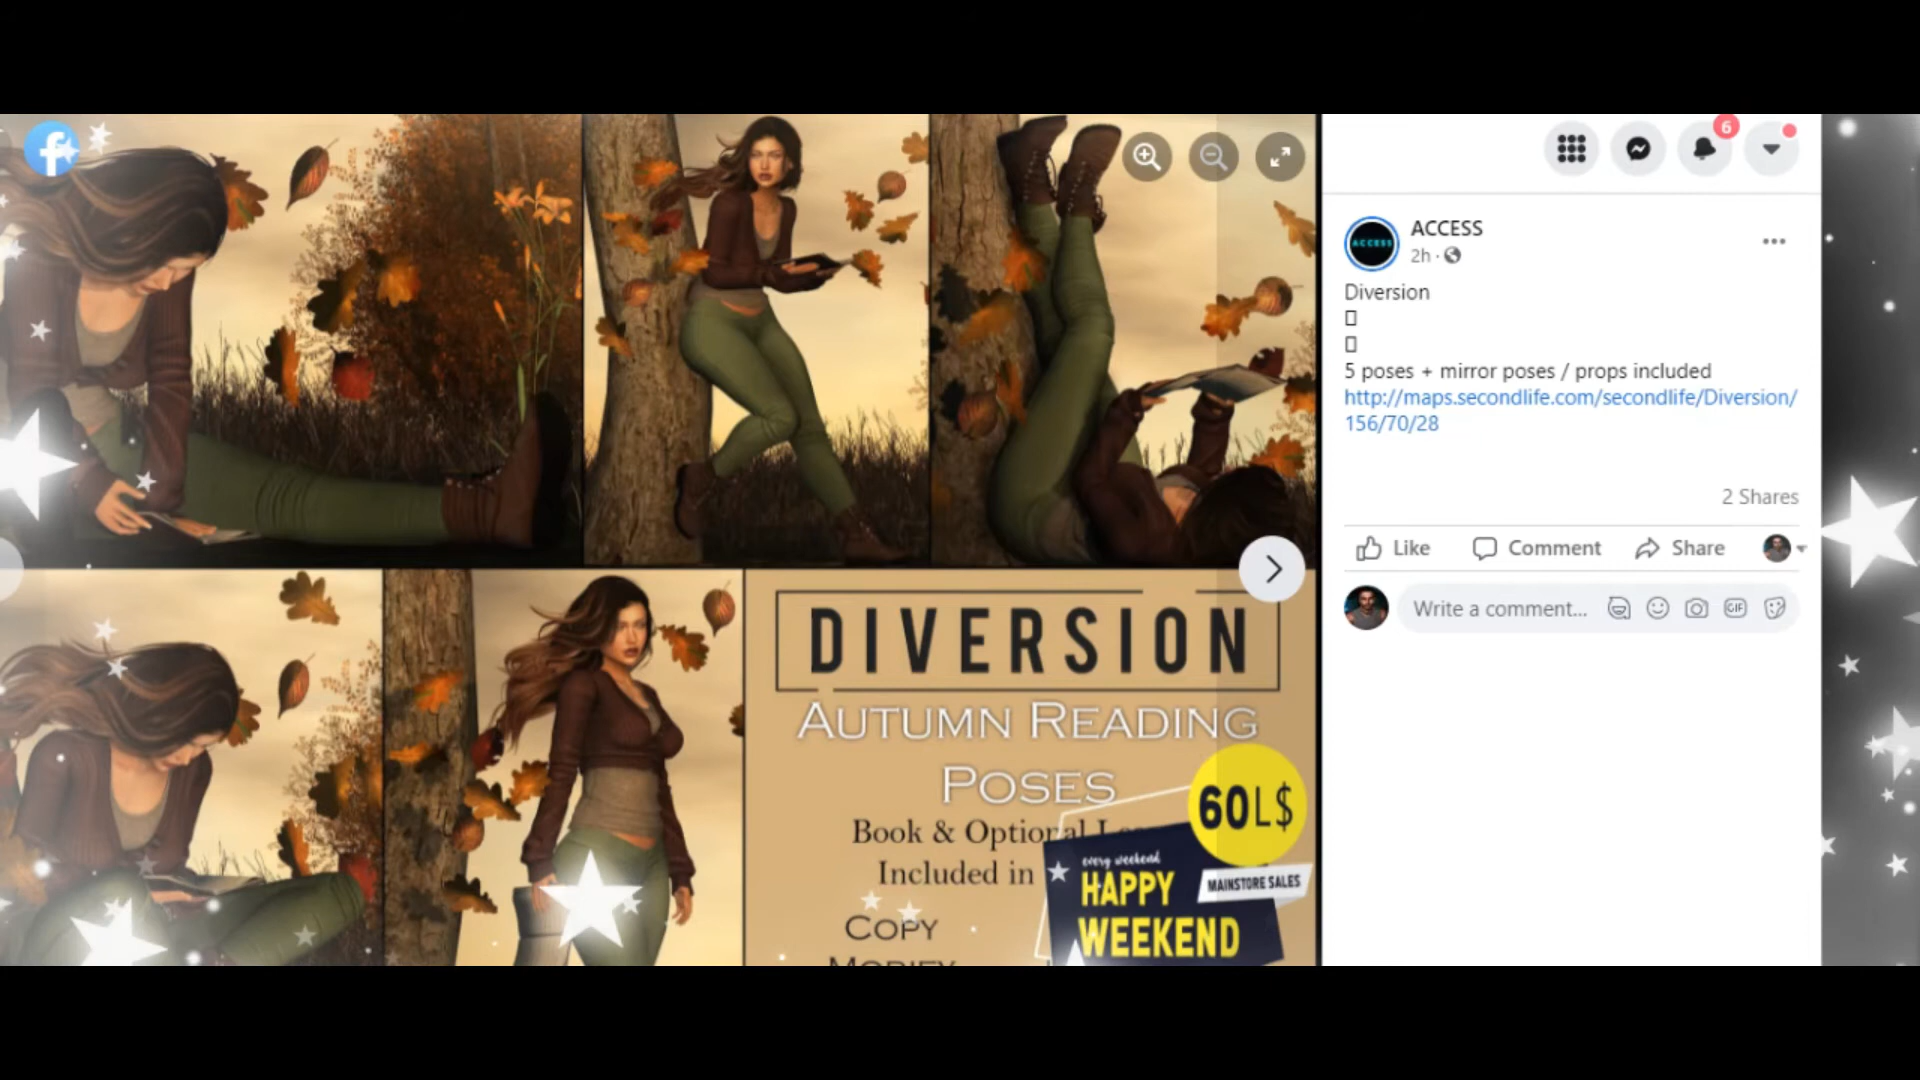 DIVERSION
AUTUMN READING
POSES
Book & Optional
Included in
COPY
60L$
every weekend
HAPPY
WEEKEND
MAINSTORE SALES
6
ACCESS
ACCESS
2h ·
Diversion
5 poses + mirror poses / props included
http://maps.secondlife.com/secondlife/Diversion/
156/70/28
2 Shares
Like Comment Share
Write a comment...
GIF